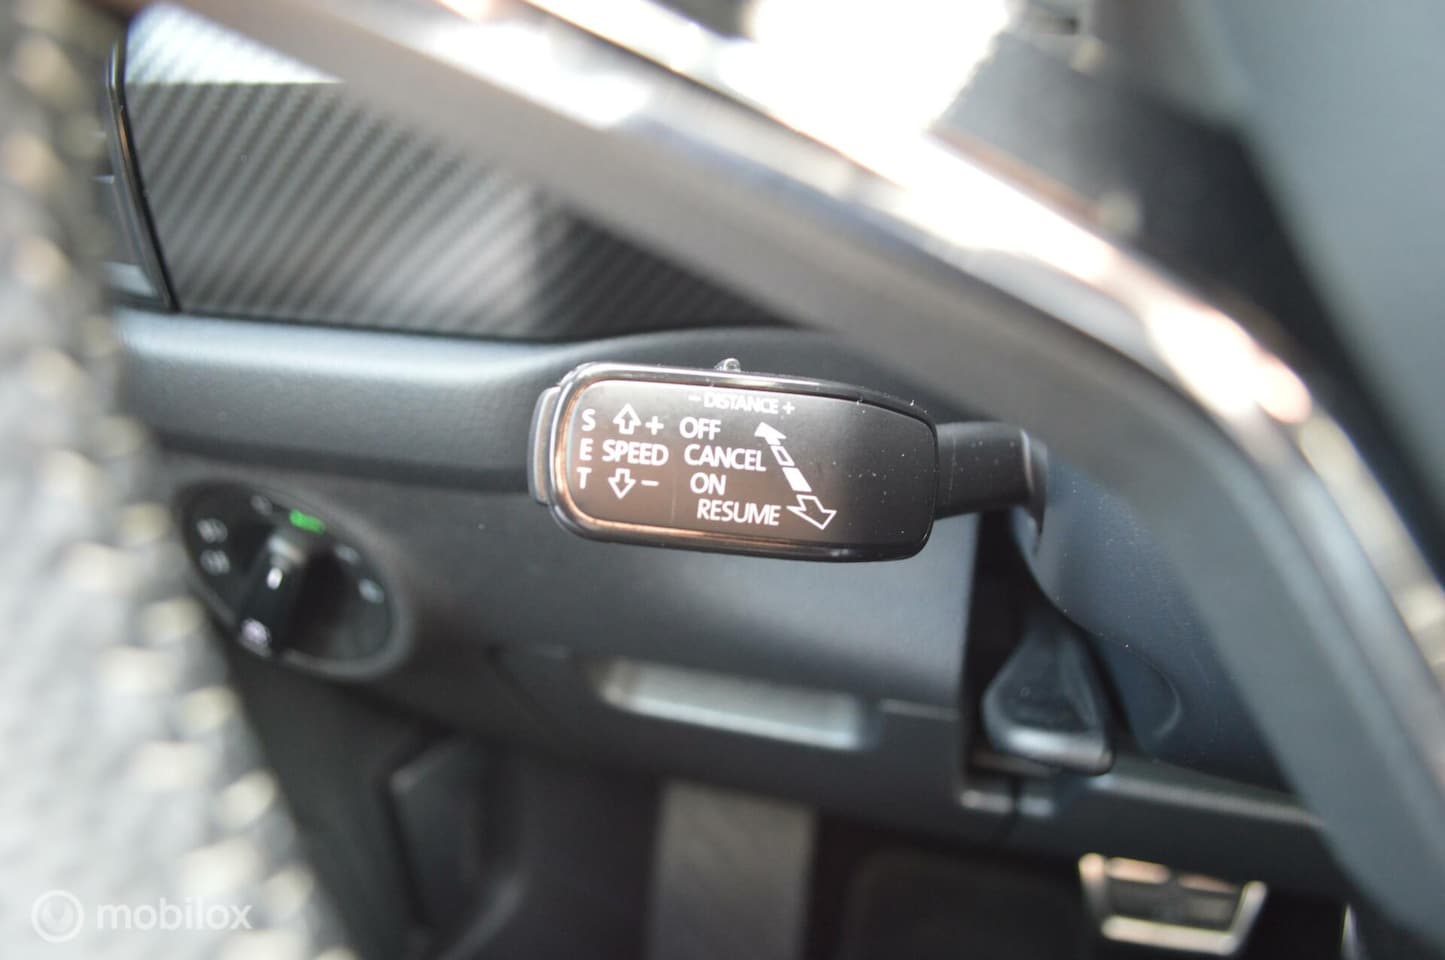 - DISTANCE +
S + OFF
E SPEED CANCEL
T - ON
RESUME
mobilox